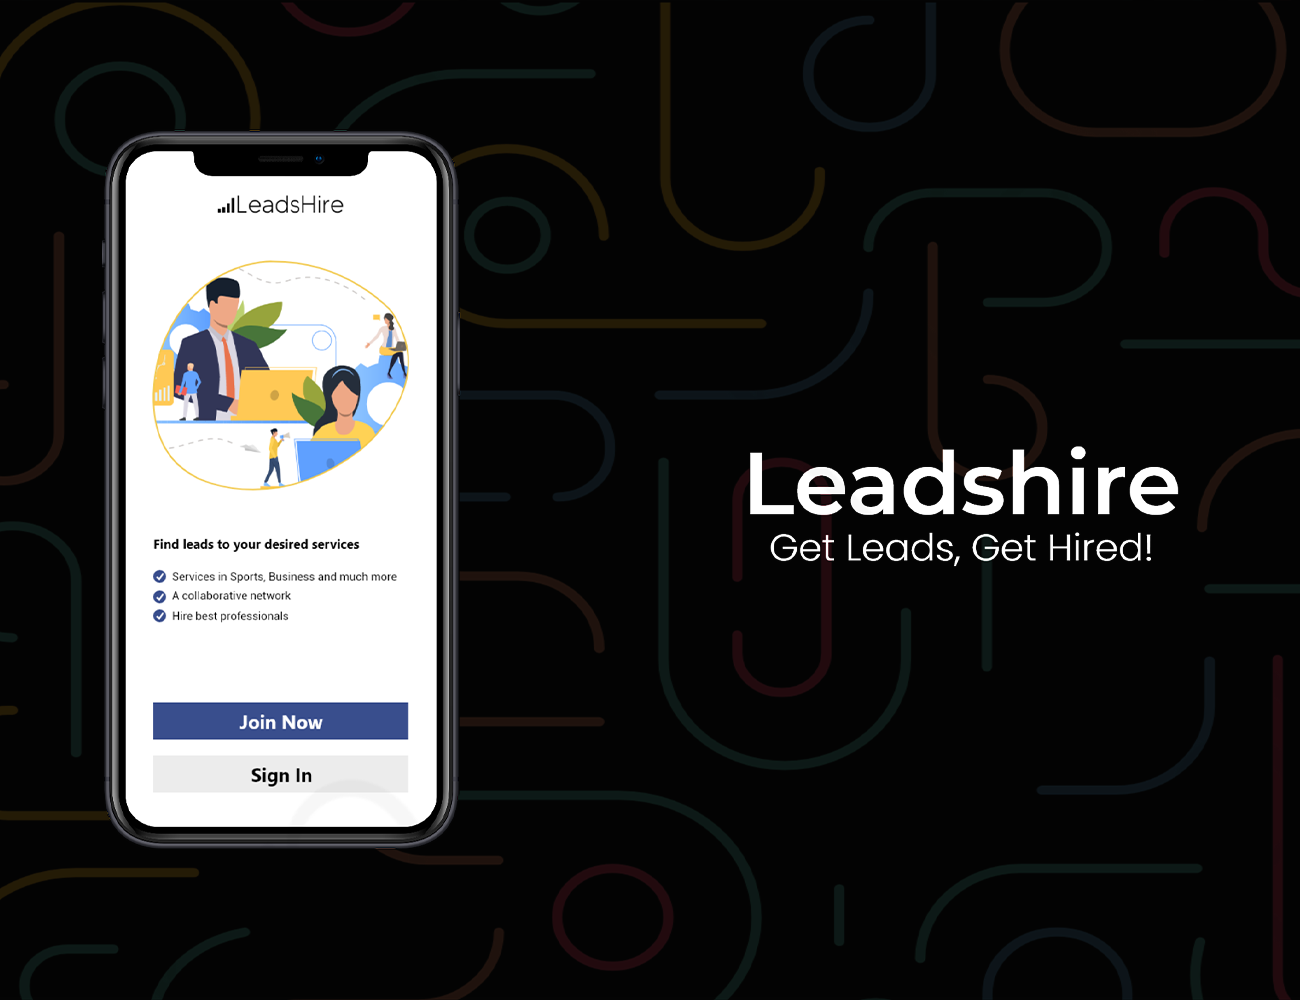 LeadsHire
Find leads to your desired services
Services in Sports, Business and much more
A collaborative network
Hire best professionals
Join Now
Sign In
Leadshire
Get Leads, Get Hired!